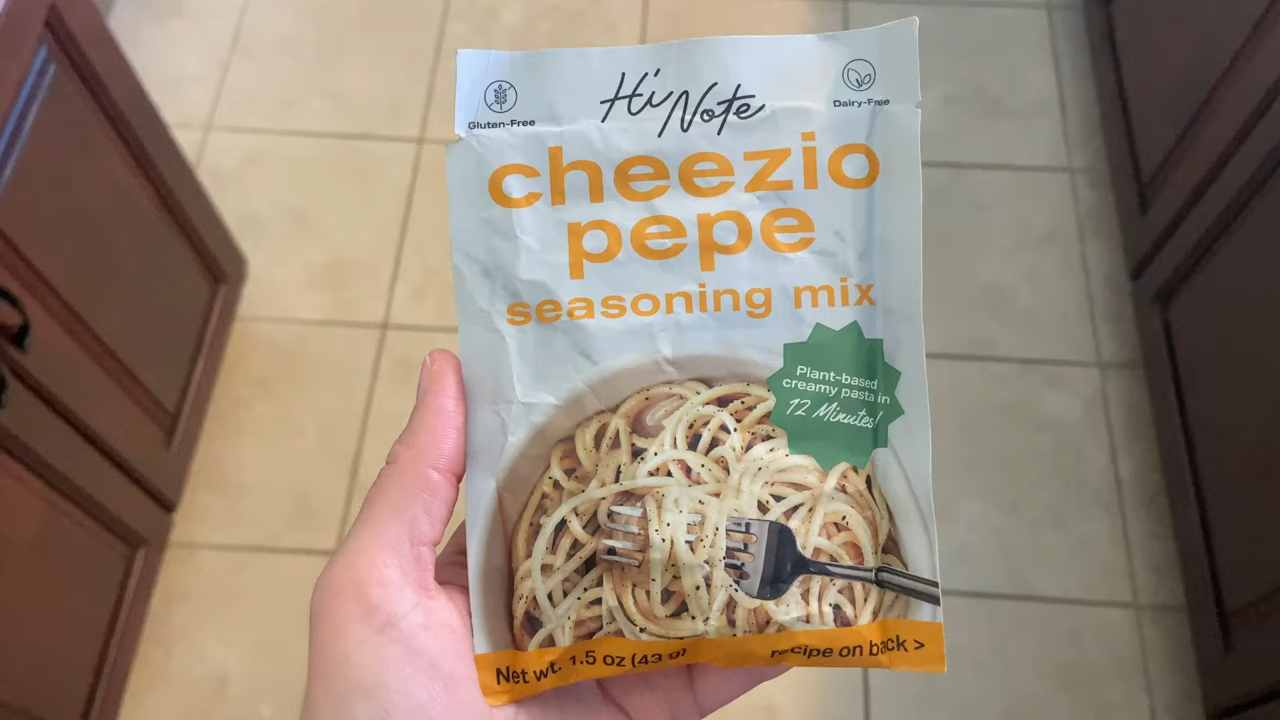 Gluten-Free
Hi Note
Dairy-Free
cheezio
pepe
seasoning mix
Plant-based
creamy pasta in
12 Minutes!
Net wt. 1.5 oz (43 g)
recipe on back >